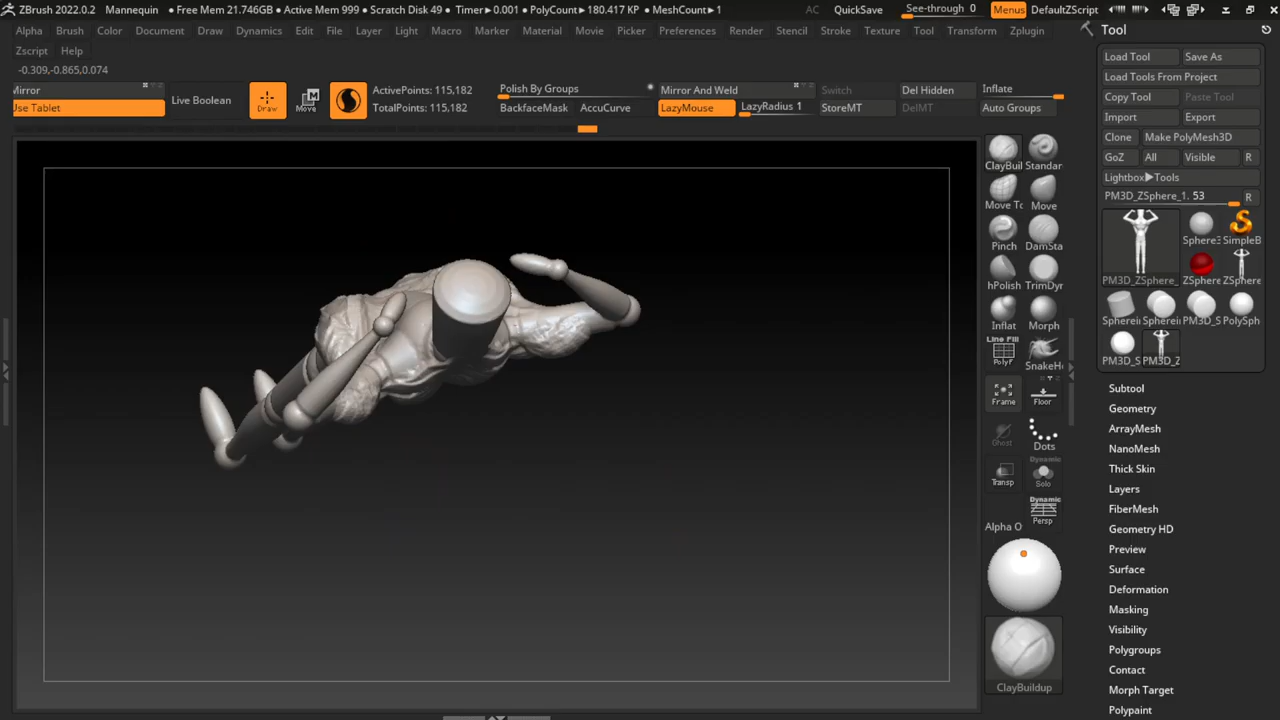 ZBrush 2022.0.2 Mannequin • Free Mem 21.746GB • Active Mem 999 • Scratch Disk 49 • Timer▶0.001 • PolyCount▶180.417 KP • MeshCount▶1 AC QuickSave See-through 0 Menus DefaultZScript
Alpha Brush Color Document Draw Dynamics Edit File Layer Light Macro Marker Material Movie Picker Preferences Render Stencil Stroke Texture Tool Transform Zplugin
Zscript Help
-0.309,-0.865,0.074
Mirror
Use Tablet
Live Boolean
Draw
Move
ActivePoints: 115,182
TotalPoints: 115,182
Polish By Groups
BackfaceMask AccuCurve
Mirror And Weld
LazyMouse LazyRadius 1
Switch
StoreMT DelMT
Del Hidden
Inflate
Auto Groups
ClayBuil Standar
Move To Move
Pinch DamSta
hPolish TrimDyn
Inflat Morph
Line Fill
PolyF SnakeHo
Frame Floor
Ghost Dots
Transp Dynamic
Solo
Dynamic
Persp
Alpha O
ClayBuildup
Tool
Load Tool Save As
Load Tools From Project
Copy Tool Paste Tool
Import Export
Clone Make PolyMesh3D
GoZ All Visible R
Lightbox▶Tools
PM3D_ZSphere_1. 53 R
PM3D_ZSphere_
Sphere3 SimpleB
ZSphere ZSphere
Spherei Spherei PM3D_S PolySph
PM3D_S PM3D_Z
Subtool
Geometry
ArrayMesh
NanoMesh
Thick Skin
Layers
FiberMesh
Geometry HD
Preview
Surface
Deformation
Masking
Visibility
Polygroups
Contact
Morph Target
Polypaint